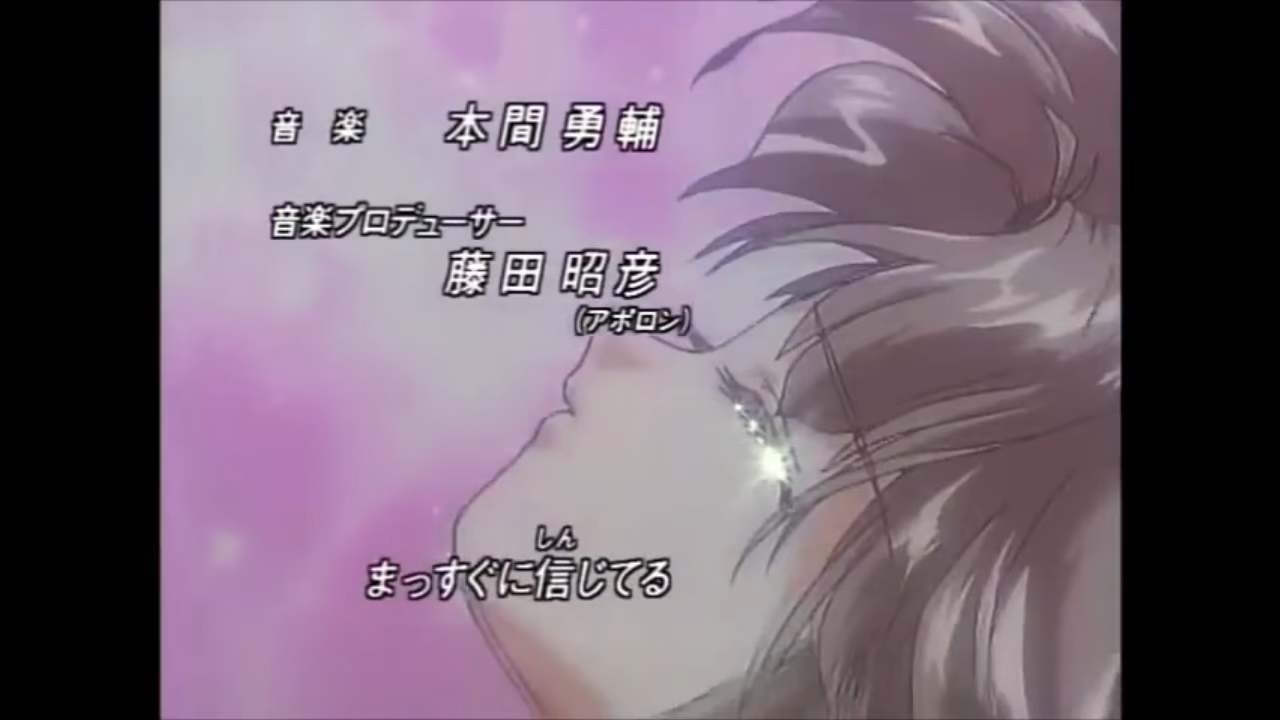 音楽 本間勇輔
音楽プロデューサー
藤田昭彦
(アポロン)
しん
まっすぐに信じてる